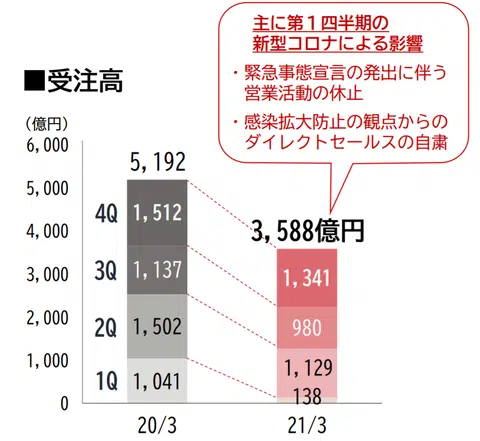 主に第１四半期の
新型コロナによる影響
・緊急事態宣言の発出に伴う
営業活動の休止
・感染拡大防止の観点からの
ダイレクトセールスの自粛
■受注高
（億円）
6,000
5,000
4,000
3,000
2,000
1,000
0
5,192
4Q
1,512
3Q
1,137
2Q
1,502
1Q
1,041
20/3
3,588億円
1,341
980
1,129
138
21/3